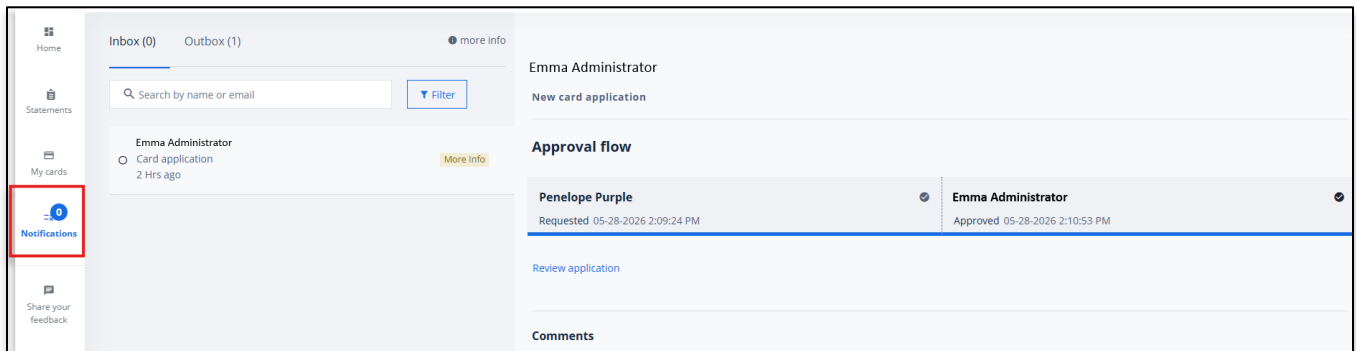 Home
Statements
My cards
0
Notifications
Share your
feedback
Inbox (0)
Outbox (1)
more info
Search by name or email
Filter
Emma Administrator
Card application
More Info
2 Hrs ago
Emma Administrator
New card application
Approval flow
Penelope Purple
Requested 05-28-2026 2:09:24 PM
Emma Administrator
Approved 05-28-2026 2:10:53 PM
Review application
Comments